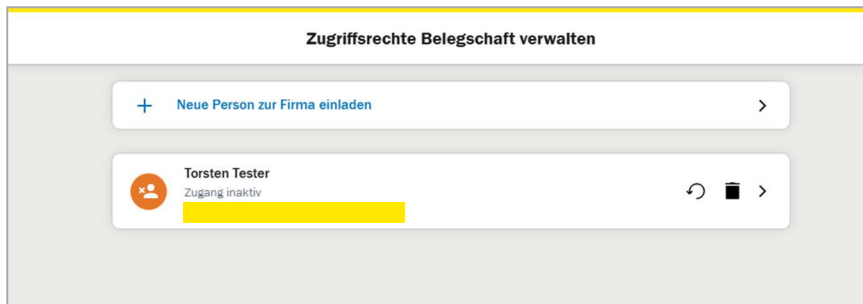 Zugriffsrechte Belegschaft verwalten
Neue Person zur Firma einladen
Torsten Tester
Zugang inaktiv